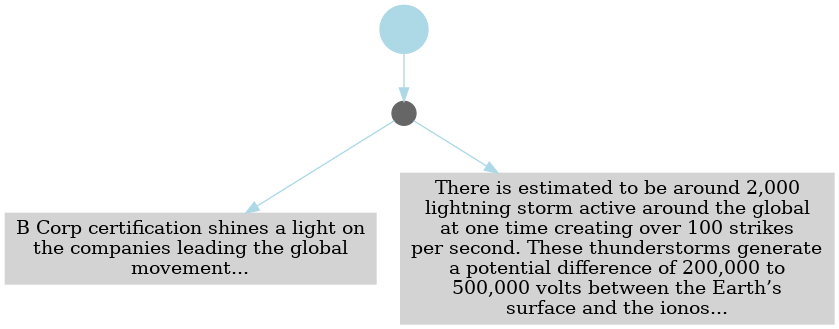 B Corp certification shines a light on
the companies leading the global
movement...
There is estimated to be around 2,000
lightning storm active around the global
at one time creating over 100 strikes
per second. These thunderstorms generate
a potential difference of 200,000 to
500,000 volts between the Earth’s
surface and the ionos...